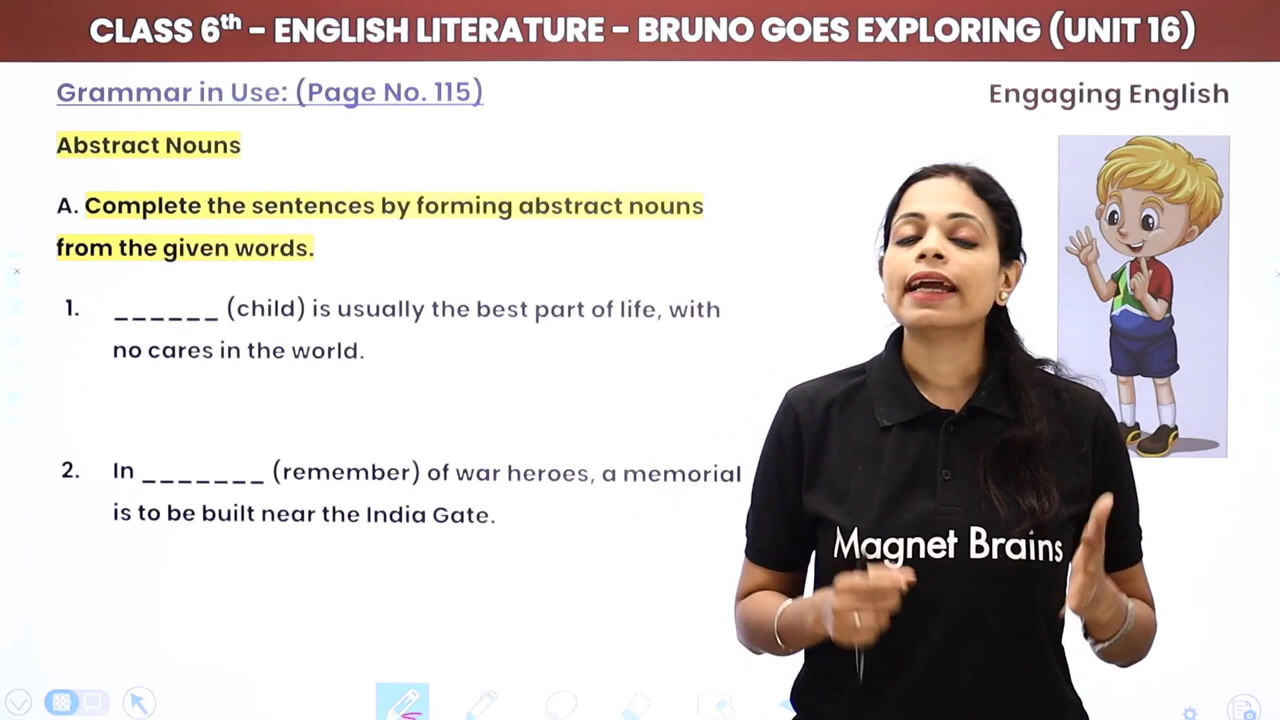 CLASS 6th – ENGLISH LITERATURE – BRUNO GOES EXPLORING (UNIT 16)
Grammar in Use: (Page No. 115)
Engaging English
Abstract Nouns
A. Complete the sentences by forming abstract nouns
from the given words.
1. ______ (child) is usually the best part of life, with
no cares in the world.
2. In _______ (remember) of war heroes, a memorial
is to be built near the India Gate.
Magnet Brains